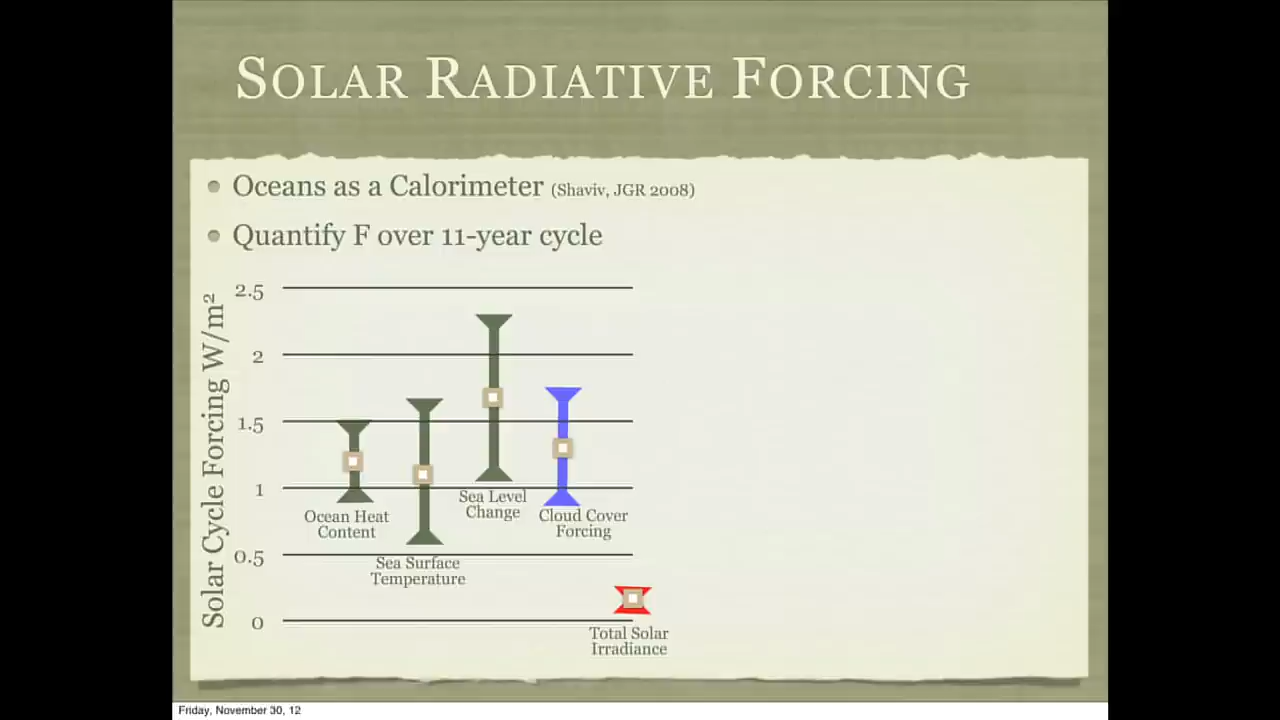 SOLAR RADIATIVE FORCING
Oceans as a Calorimeter (Shaviv, JGR 2008)
Quantify F over 11-year cycle
Solar Cycle Forcing W/m²
2.5
2
1.5
1
0.5
0
Ocean Heat
Content
Sea Surface
Temperature
Sea Level
Change
Cloud Cover
Forcing
Total Solar
Irradiance
Friday, November 30, 12